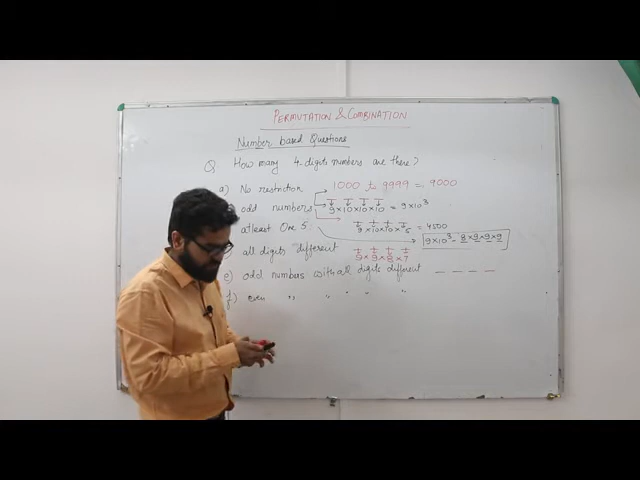 PERMUTATION & COMBINATION
Number based Questions
Q. How many 4-digits numbers are there?
a) No restriction 1000 to 9999 = 9000
odd numbers 9×10×10×10 = 9×10³
9×10×10×5 = 4500
atleast One 5. 9×10³ - 8×9×9×9
all digits different 9×9×8×7
e) odd numbers with all digits different _ _ _ _
f) even " " " " "